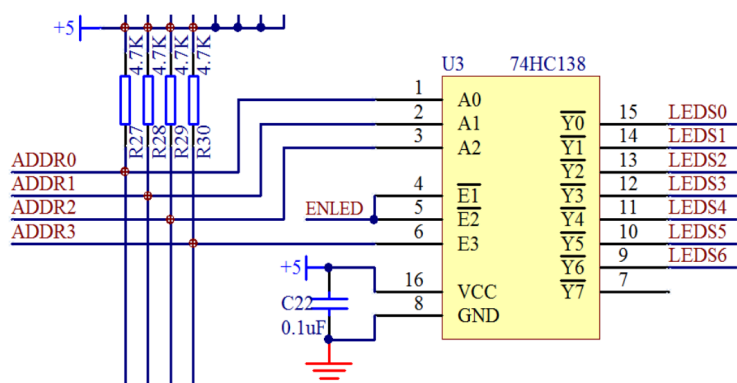 +5
4.7K 4.7K 4.7K 4.7K
R27 R28 R29 R30
ADDR0
ADDR1
ADDR2
ADDR3
U3 74HC138
1 A0
2 A1
3 A2
4 E1
5 E2
6 E3
16 VCC
8 GND
ENLED
+5
C22
0.1uF
Y0 15 LEDS0
Y1 14 LEDS1
Y2 13 LEDS2
Y3 12 LEDS3
Y4 11 LEDS4
Y5 10 LEDS5
Y6 9 LEDS6
Y7 7